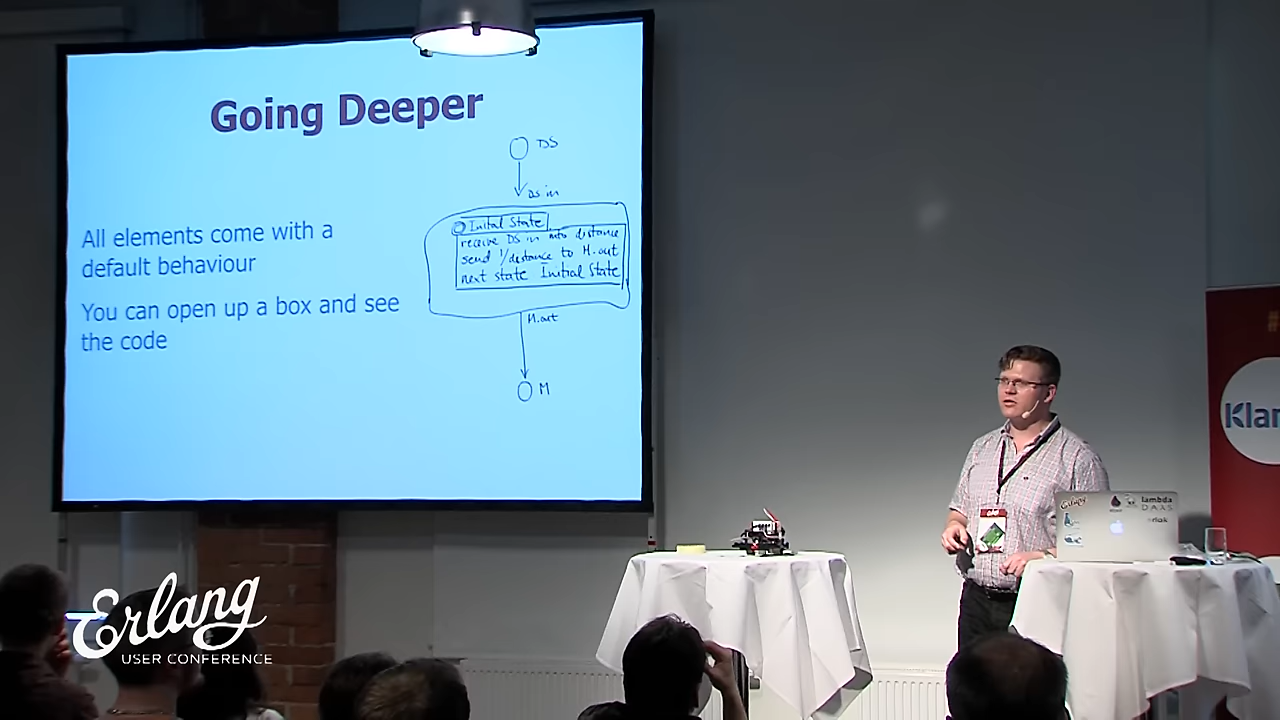 Going Deeper
All elements come with a
default behaviour
You can open up a box and see
the code
DS
DS in
Initial State
receive DS in into distance
send 1/distance to M.out
next state Initial State
M.out
M
Klar
lambda
DAAS
Erlang
USER CONFERENCE